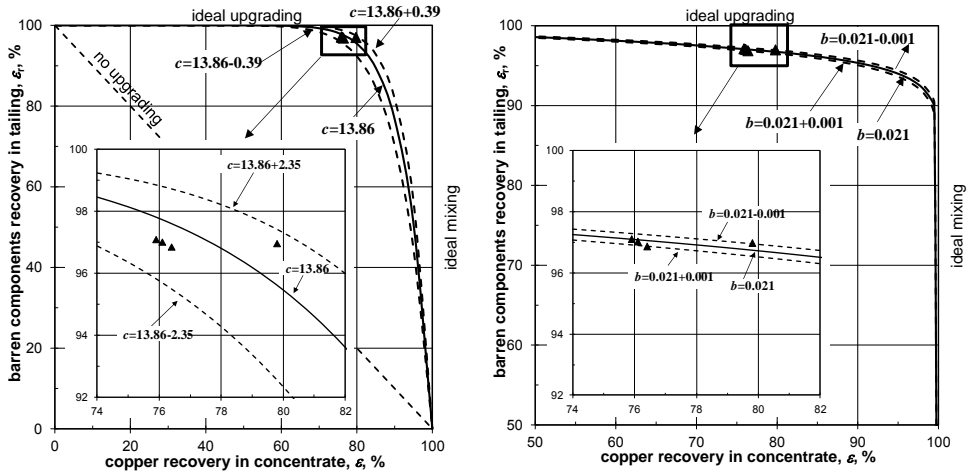 ideal upgrading
barren components recovery in tailing, εr, %
100
80
60
40
20
0
c=13.86+0.39
c=13.86-0.39
c=13.86
no upgrading
100
98
96
94
92
c=13.86+2.35
c=13.86
c=13.86-2.35
74 76 78 80 82
0 20 40 60 80 100
copper recovery in concentrate, ε, %
ideal mixing
ideal upgrading
barren components recovery in tailing, εr, %
100
90
80
70
60
50
b=0.021-0.001
b=0.021+0.001
b=0.021
100
98
96
94
92
b=0.021-0.001
b=0.021+0.001
b=0.021
74 76 78 80 82
50 60 70 80 90 100
copper recovery in concentrate, ε, %
ideal mixing